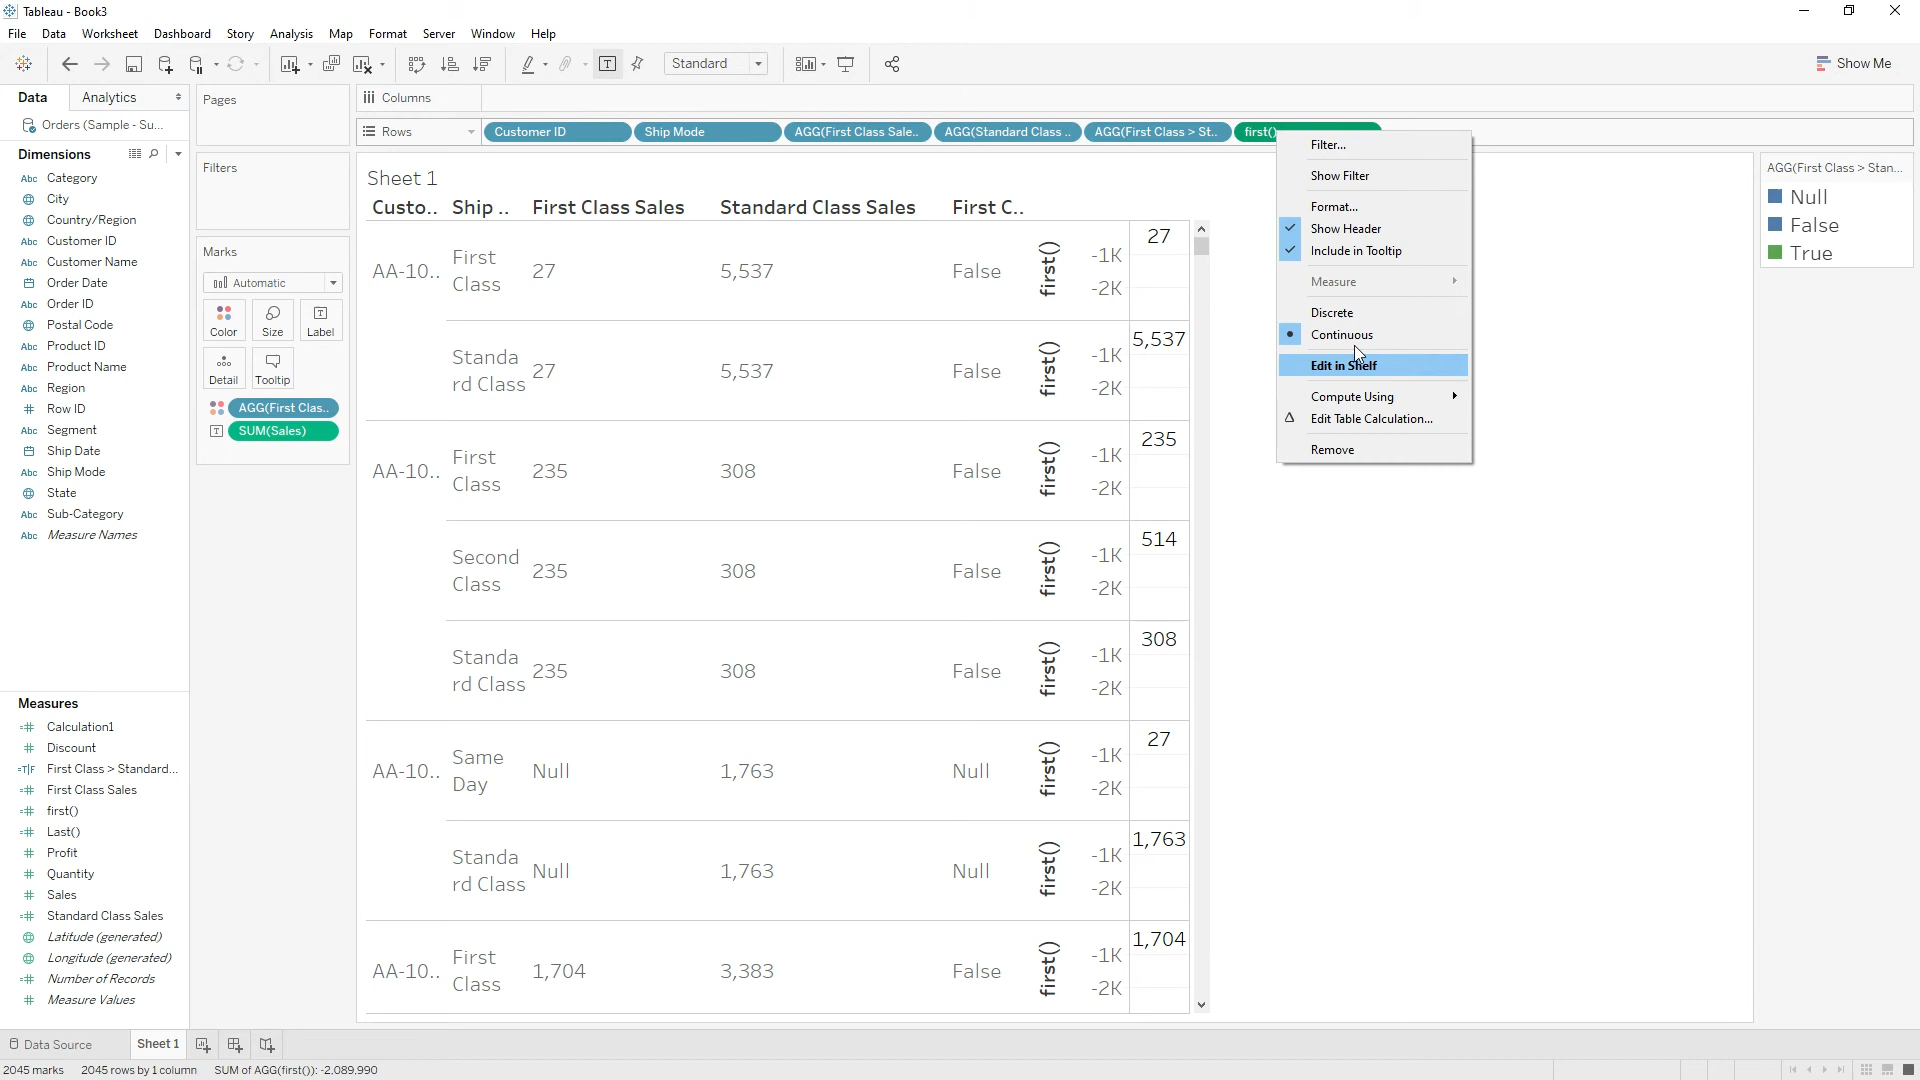 Tableau - Book3
File Data Worksheet Dashboard Story Analysis Map Format Server Window Help
Standard
Show Me
Data Analytics
Pages
Columns
Orders (Sample - Su...
Rows
Customer ID
Ship Mode
AGG(First Class Sale..
AGG(Standard Class ..
AGG(First Class > St..
first()
Dimensions
Category
City
Country/Region
Customer ID
Customer Name
Order Date
Order ID
Postal Code
Product ID
Product Name
Region
Row ID
Segment
Ship Date
Ship Mode
State
Sub-Category
Measure Names
Measures
Calculation1
Discount
First Class > Standard...
First Class Sales
first()
Last()
Profit
Quantity
Sales
Standard Class Sales
Latitude (generated)
Longitude (generated)
Number of Records
Measure Values
Filters
Marks
Automatic
Color Size Label
Detail Tooltip
AGG(First Clas..
SUM(Sales)
Sheet 1
Custo.. Ship .. First Class Sales Standard Class Sales First C..
AA-10.. First Class 27 5,537 False first() -1K -2K 27
Standa rd Class 27 5,537 False first() -1K -2K 5,537
AA-10.. First Class 235 308 False first() -1K -2K 235
Second Class 235 308 False first() -1K -2K 514
Standa rd Class 235 308 False first() -1K -2K 308
AA-10.. Same Day Null 1,763 Null first() -1K -2K 27
Standa rd Class Null 1,763 Null first() -1K -2K 1,763
AA-10.. First Class 1,704 3,383 False first() -1K -2K 1,704
Filter...
Show Filter
Format...
Show Header
Include in Tooltip
Measure
Discrete
Continuous
Edit in Shelf
Compute Using
Edit Table Calculation...
Remove
AGG(First Class > Stan...
Null
False
True
Data Source Sheet 1
2045 marks 2045 rows by 1 column SUM of AGG(first()): -2,089,990